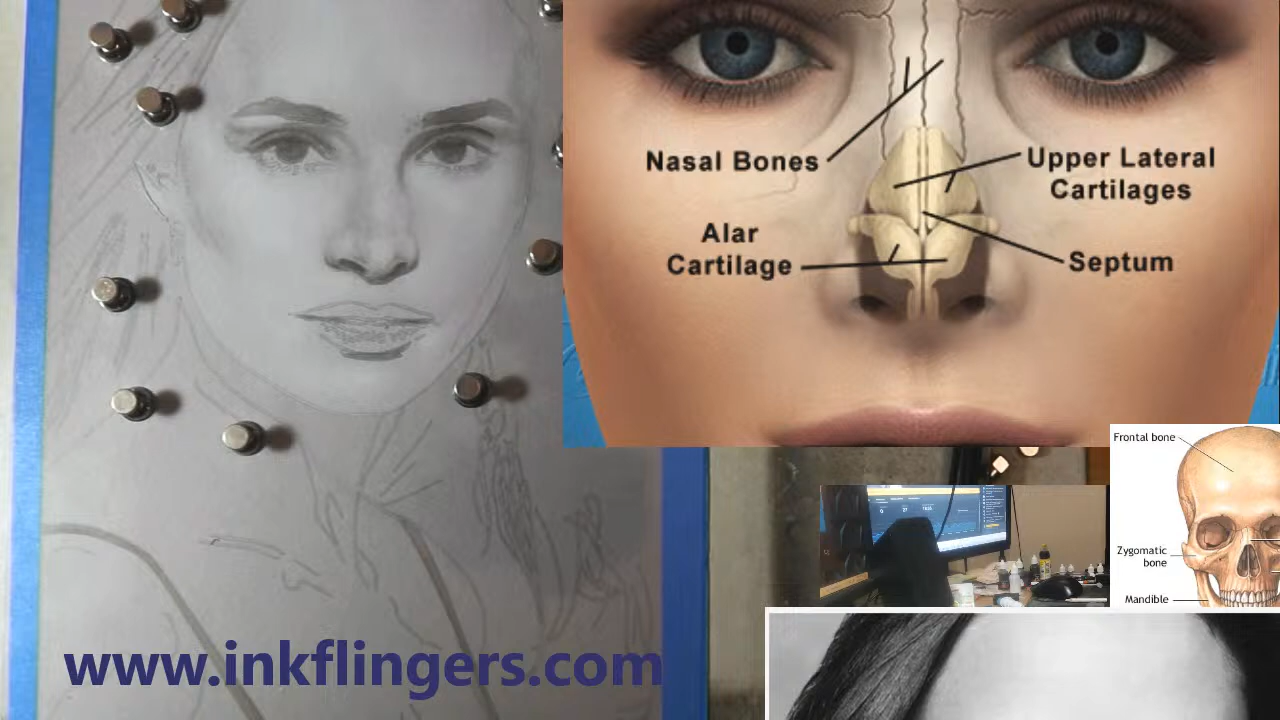 Nasal Bones
Upper Lateral
Cartilages
Alar
Cartilage
Septum
Frontal bone
Zygomatic
bone
Mandible
www.inkflingers.com